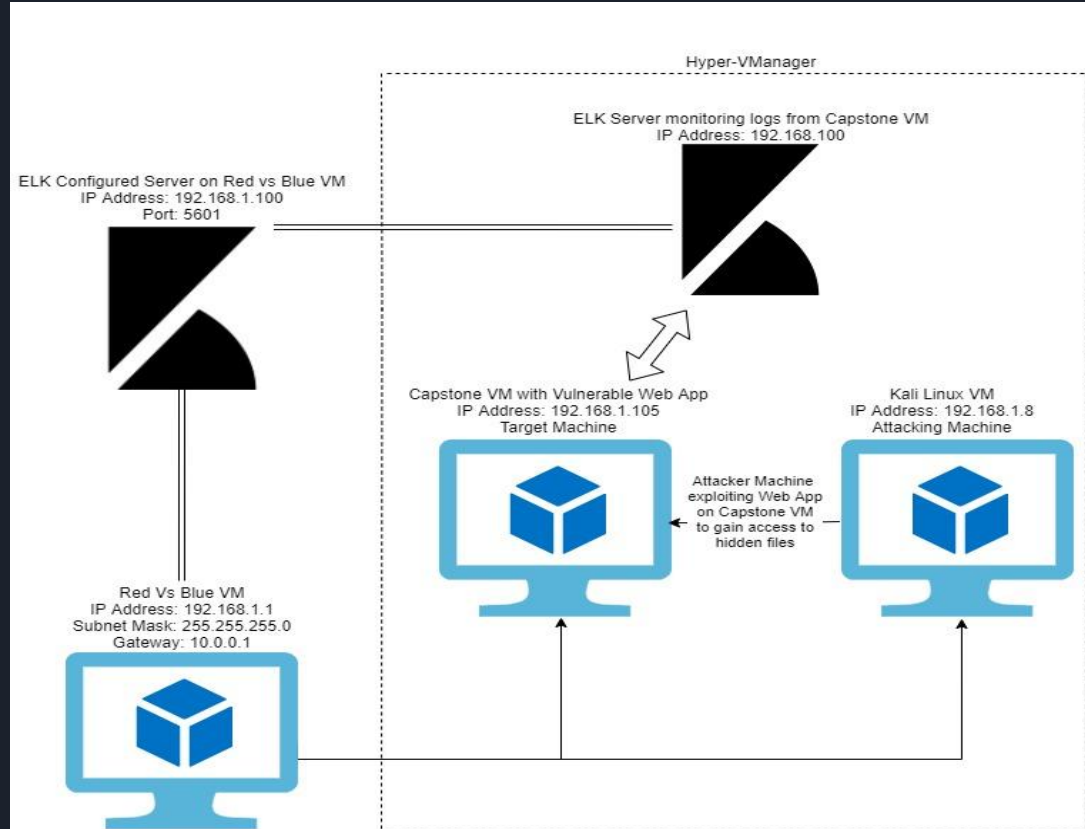 Hyper-VManager
ELK Server monitoring logs from Capstone VM
IP Address: 192.168.100
ELK Configured Server on Red vs Blue VM
IP Address: 192.168.1.100
Port: 5601
Capstone VM with Vulnerable Web App
IP Address: 192.168.1.105
Target Machine
Kali Linux VM
IP Address: 192.168.1.8
Attacking Machine
Attacker Machine
exploiting Web App
on Capstone VM
to gain access to
hidden files
Red Vs Blue VM
IP Address: 192.168.1.1
Subnet Mask: 255.255.255.0
Gateway: 10.0.0.1